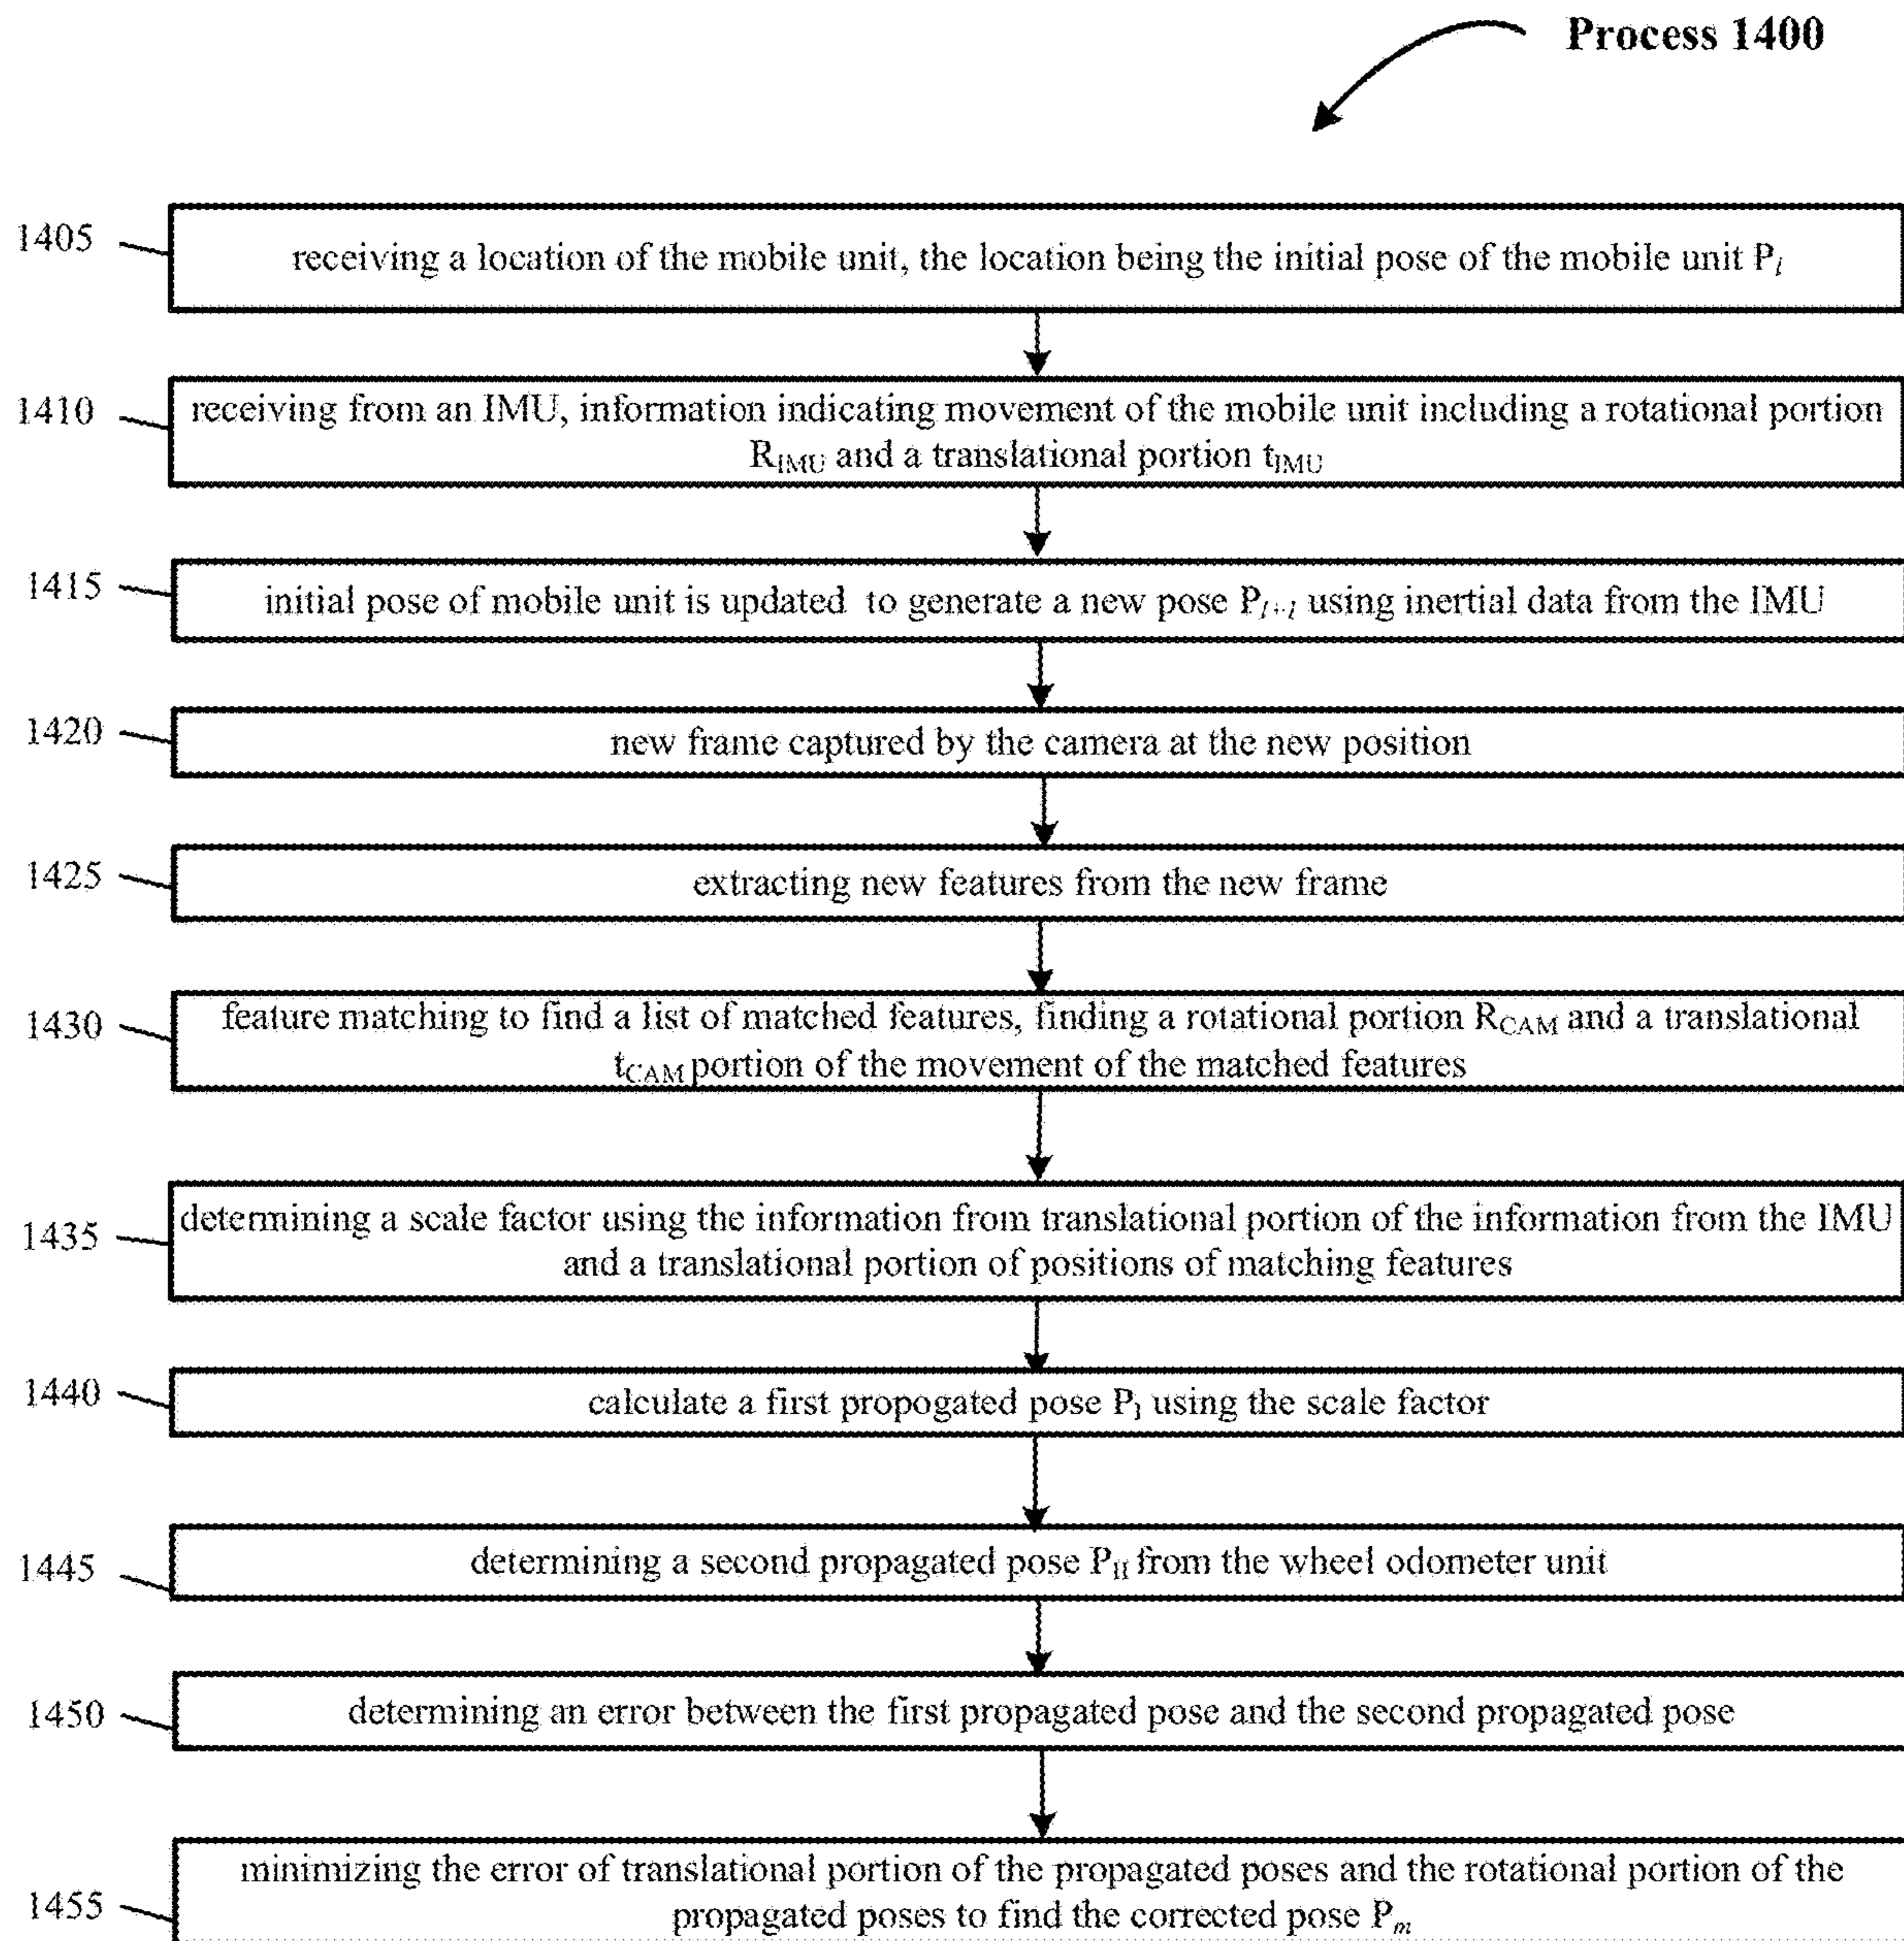 Process 1400
1405
receiving a location of the mobile unit, the location being the initial pose of the mobile unit Pi
1410
receiving from an IMU, information indicating movement of the mobile unit including a rotational portion
RIMU and a translational portion tIMU
1415
initial pose of mobile unit is updated to generate a new pose Pi+1 using inertial data from the IMU
1420
new frame captured by the camera at the new position
1425
extracting new features from the new frame
1430
feature matching to find a list of matched features, finding a rotational portion RCAM and a translational
tCAM portion of the movement of the matched features
1435
determining a scale factor using the information from translational portion of the information from the IMU
and a translational portion of positions of matching features
1440
calculate a first propogated pose PI using the scale factor
1445
determining a second propagated pose PII from the wheel odometer unit
1450
determining an error between the first propagated pose and the second propagated pose
1455
minimizing the error of translational portion of the propagated poses and the rotational portion of the
propagated poses to find the corrected pose Pm